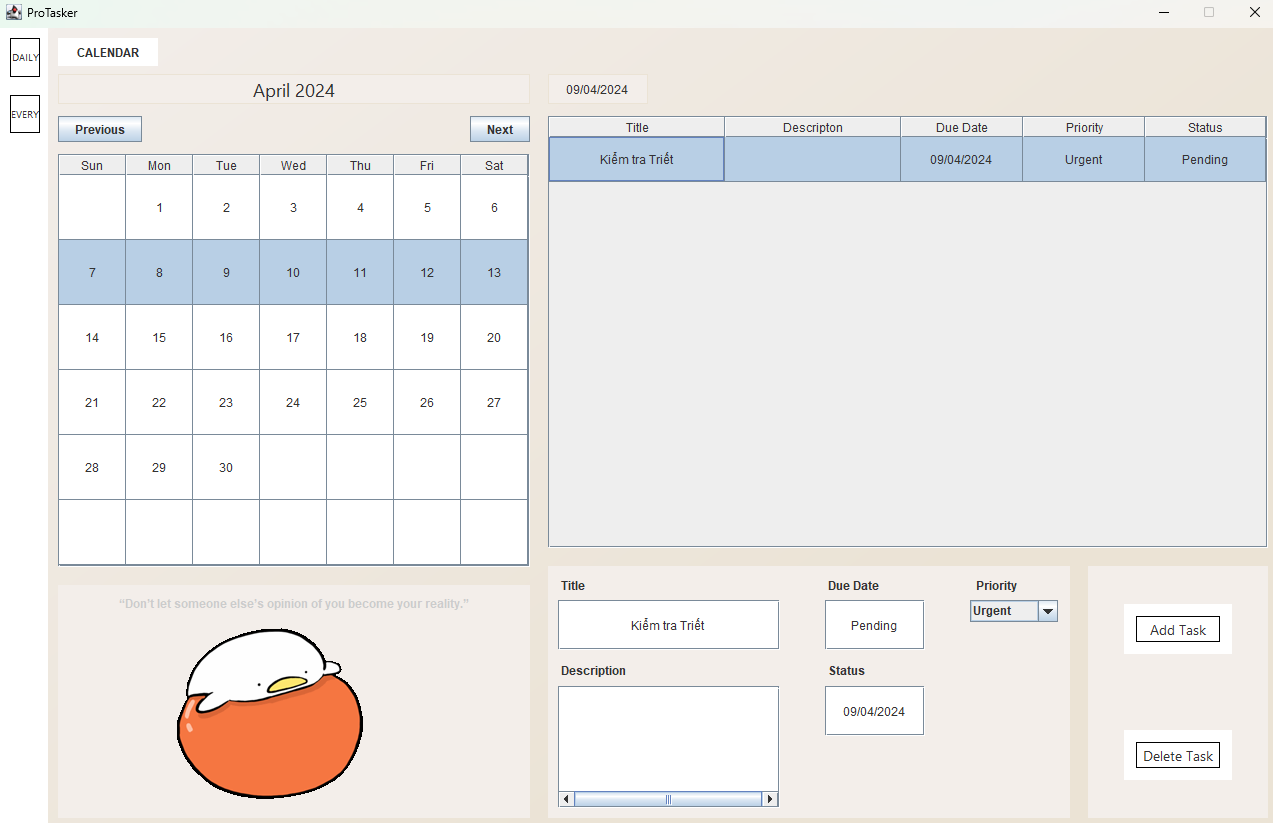 ProTasker
DAILY
EVERY
CALENDAR
April 2024
Previous
Next
Sun Mon Tue Wed Thu Fri Sat
1 2 3 4 5 6
7 8 9 10 11 12 13
14 15 16 17 18 19 20
21 22 23 24 25 26 27
28 29 30
“Don't let someone else's opinion of you become your reality.”
09/04/2024
Title Descripton Due Date Priority Status
Kiểm tra Triết 09/04/2024 Urgent Pending
Title Due Date Priority
Kiểm tra Triết Pending Urgent
Description Status
09/04/2024
Add Task
Delete Task